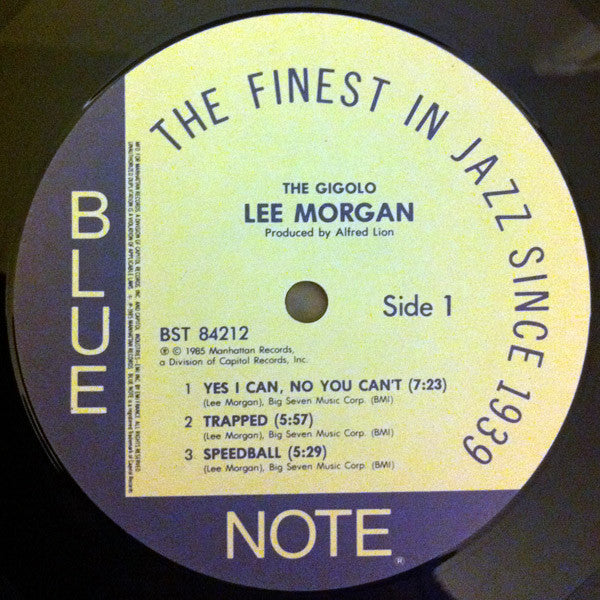 THE FINEST IN JAZZ SINCE 1939
BLUE
THE GIGOLO
LEE MORGAN
Produced by Alfred Lion
Side 1
BST 84212
℗ © 1985 Manhattan Records,
a Division of Capitol Records, Inc.
1 YES I CAN, NO YOU CAN'T (7:23)
(Lee Morgan), Big Seven Music Corp. (BMI)
2 TRAPPED (5:57)
(Lee Morgan), Big Seven Music Corp. (BMI)
3 SPEEDBALL (5:29)
(Lee Morgan), Big Seven Music Corp. (BMI)
NOTE®